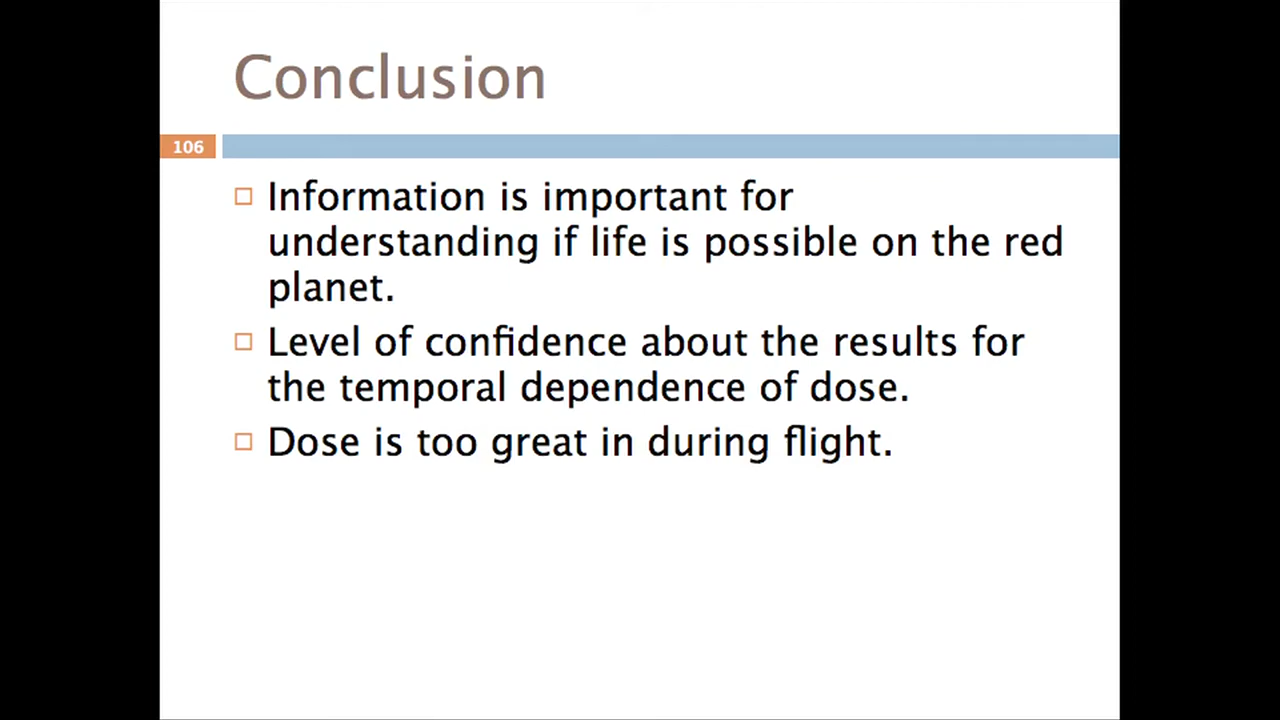 Conclusion
106
Information is important for
understanding if life is possible on the red
planet.
Level of confidence about the results for
the temporal dependence of dose.
Dose is too great in during flight.